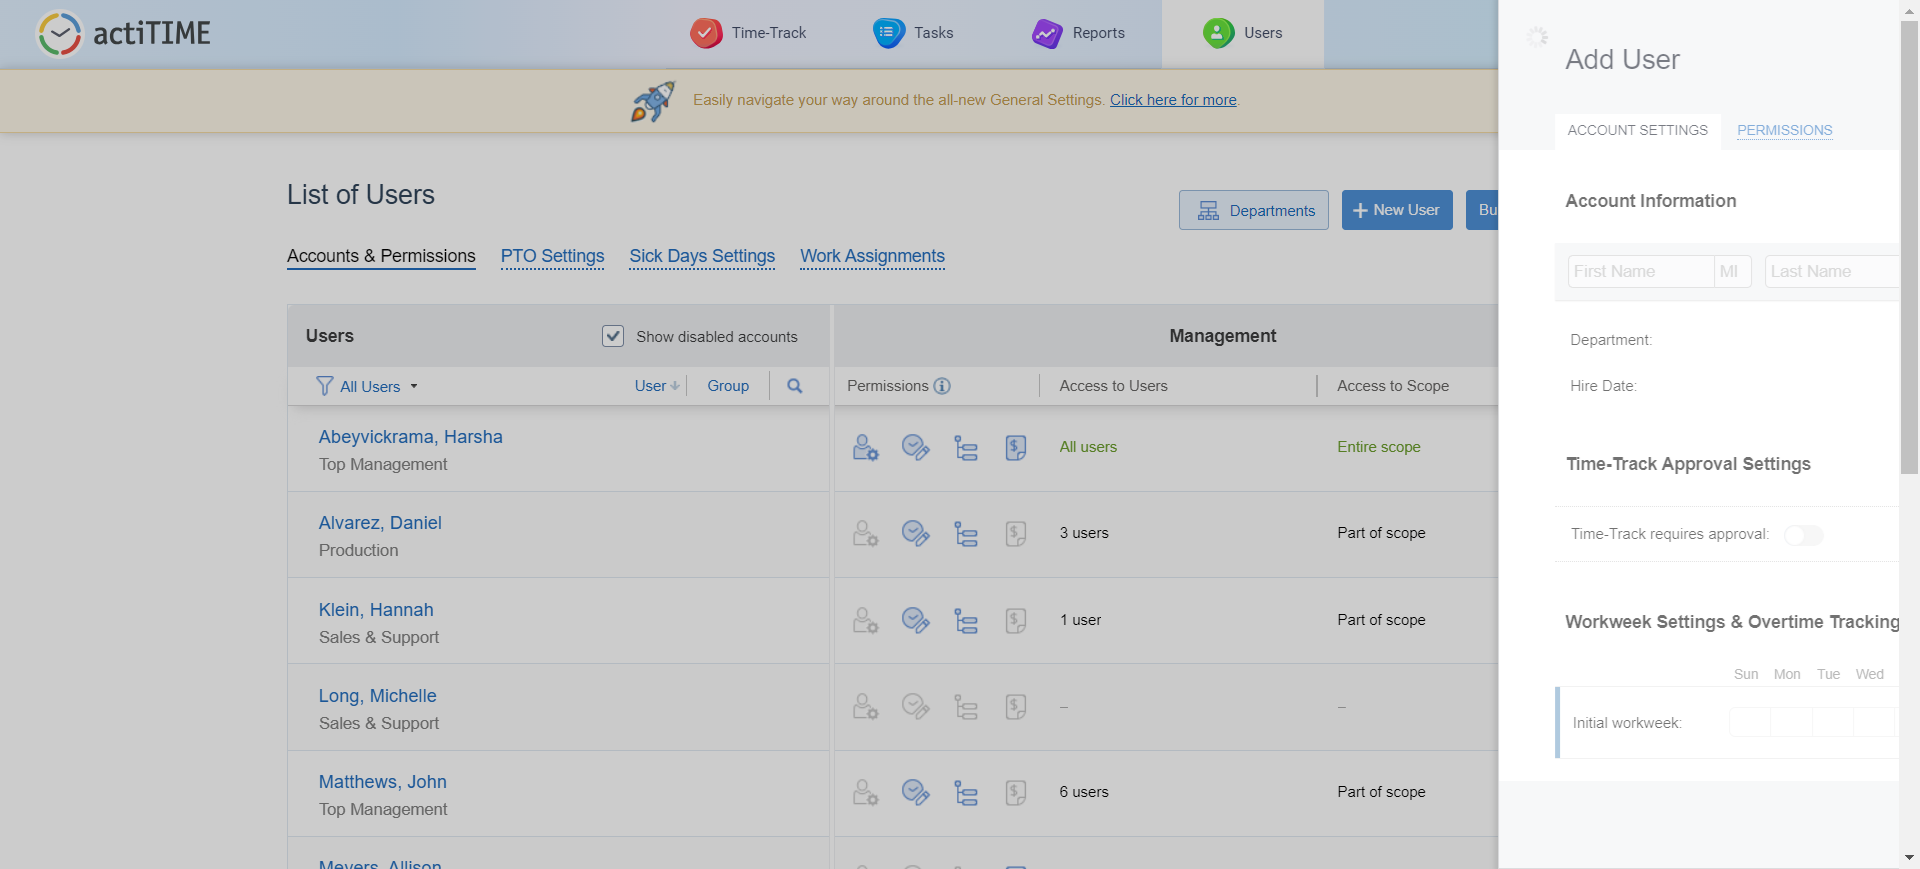 actiTIME
Time-Track
Tasks
Reports
Users
Easily navigate your way around the all-new General Settings. Click here for more.
List of Users
Departments
New User
Bu
Accounts & Permissions
PTO Settings
Sick Days Settings
Work Assignments
Users
Show disabled accounts
Management
All Users
User
Group
Permissions
Access to Users
Access to Scope
Abeyvickrama, Harsha
Top Management
All users
Entire scope
Alvarez, Daniel
Production
3 users
Part of scope
Klein, Hannah
Sales & Support
1 user
Part of scope
Long, Michelle
Sales & Support
–
–
Matthews, John
Top Management
6 users
Part of scope
Meyers, Allison
Add User
ACCOUNT SETTINGS
PERMISSIONS
Account Information
First Name
MI
Last Name
Department:
Hire Date:
Time-Track Approval Settings
Time-Track requires approval:
Workweek Settings & Overtime Tracking
Sun Mon Tue Wed
Initial workweek: